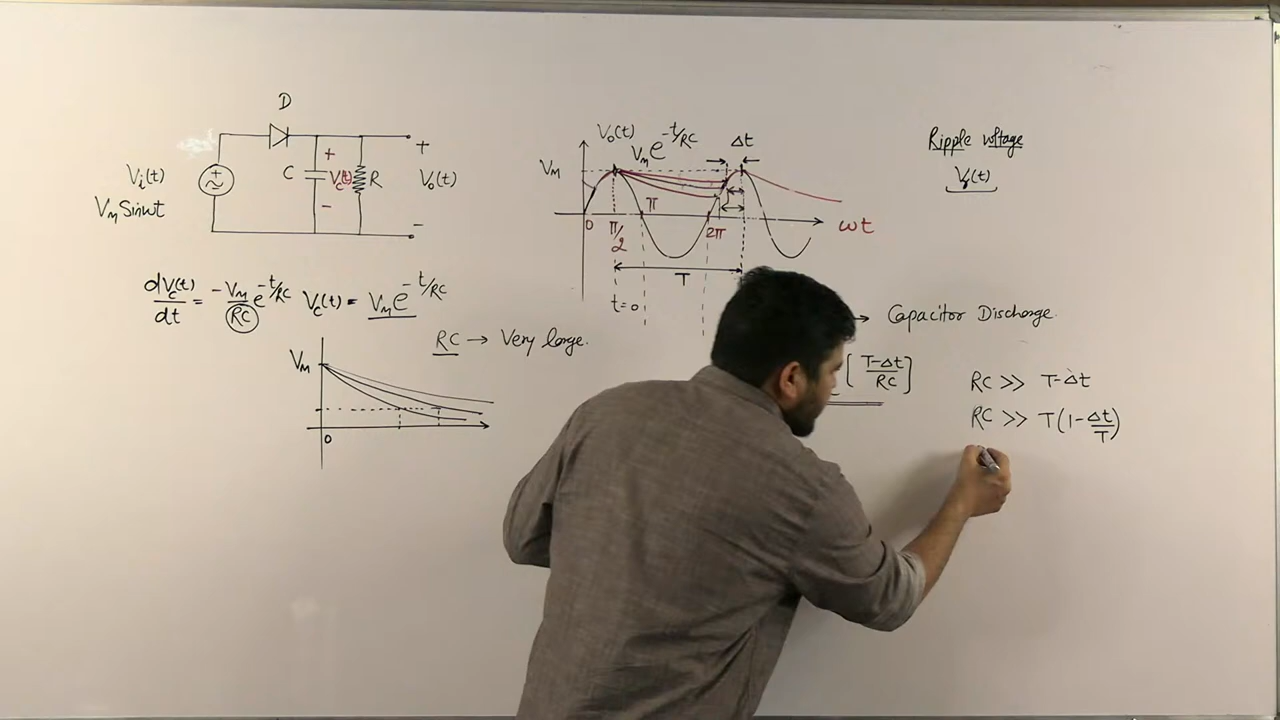 D
Vi(t)
VM Sinωt
+
C
+
Vc(t)
-
R
+
Vo(t)
-
dVc(t)/dt = -VM/RC e^-t/RC Vc(t) = VM e^-t/RC
RC → Very large.
VM
0
Vo(t)
VM e^-t/RC
Δt
VM
0
π/2
π
2π
ωt
T
t=0
Ripple voltage
Vr(t)
→ Capacitor Discharge.
[T-Δt/RC]
RC >> T-Δt
RC >> T(1-Δt/T)